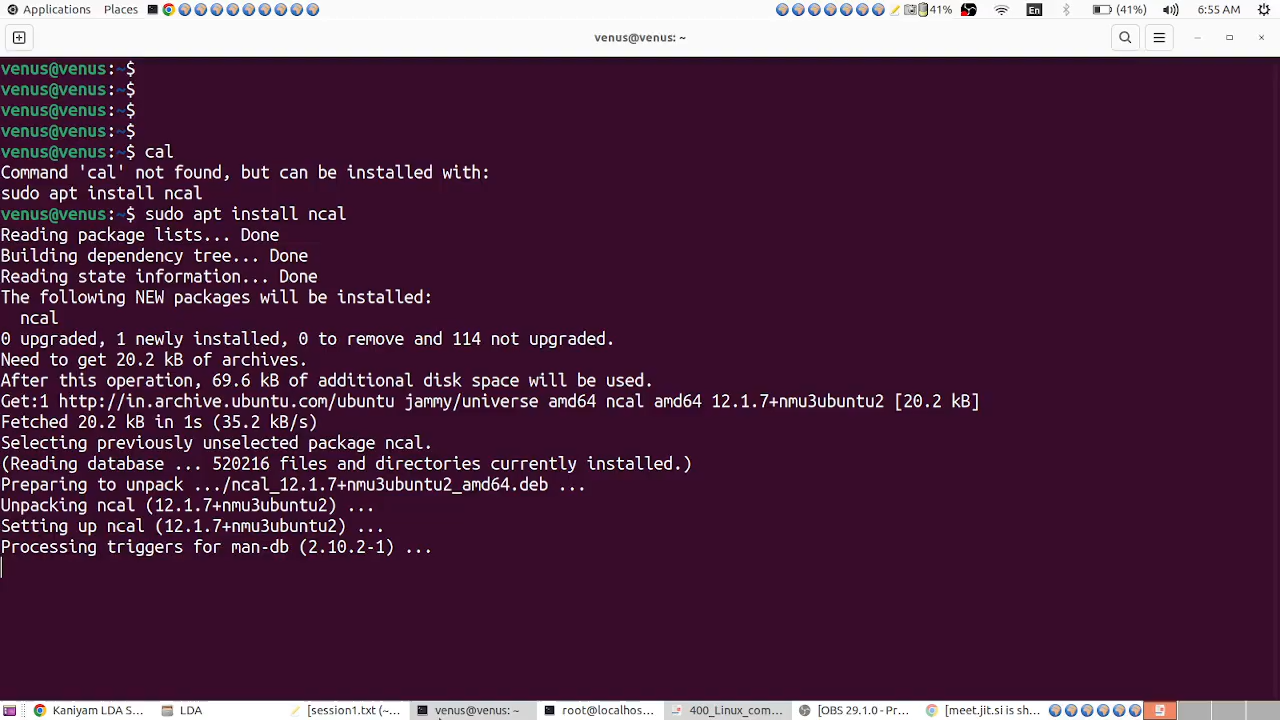 Applications Places 41% En (41%) 6:55 AM
venus@venus: ~
venus@venus:~$
venus@venus:~$
venus@venus:~$
venus@venus:~$
venus@venus:~$ cal
Command 'cal' not found, but can be installed with:
sudo apt install ncal
venus@venus:~$ sudo apt install ncal
Reading package lists... Done
Building dependency tree... Done
Reading state information... Done
The following NEW packages will be installed:
  ncal
0 upgraded, 1 newly installed, 0 to remove and 114 not upgraded.
Need to get 20.2 kB of archives.
After this operation, 69.6 kB of additional disk space will be used.
Get:1 http://in.archive.ubuntu.com/ubuntu jammy/universe amd64 ncal amd64 12.1.7+nmu3ubuntu2 [20.2 kB]
Fetched 20.2 kB in 1s (35.2 kB/s)
Selecting previously unselected package ncal.
(Reading database ... 520216 files and directories currently installed.)
Preparing to unpack .../ncal_12.1.7+nmu3ubuntu2_amd64.deb ...
Unpacking ncal (12.1.7+nmu3ubuntu2) ...
Setting up ncal (12.1.7+nmu3ubuntu2) ...
Processing triggers for man-db (2.10.2-1) ...
Kaniyam LDA S... LDA [session1.txt (~... venus@venus: ~ root@localhos... 400_Linux_com... [OBS 29.1.0 - Pr... [meet.jit.si is sh...